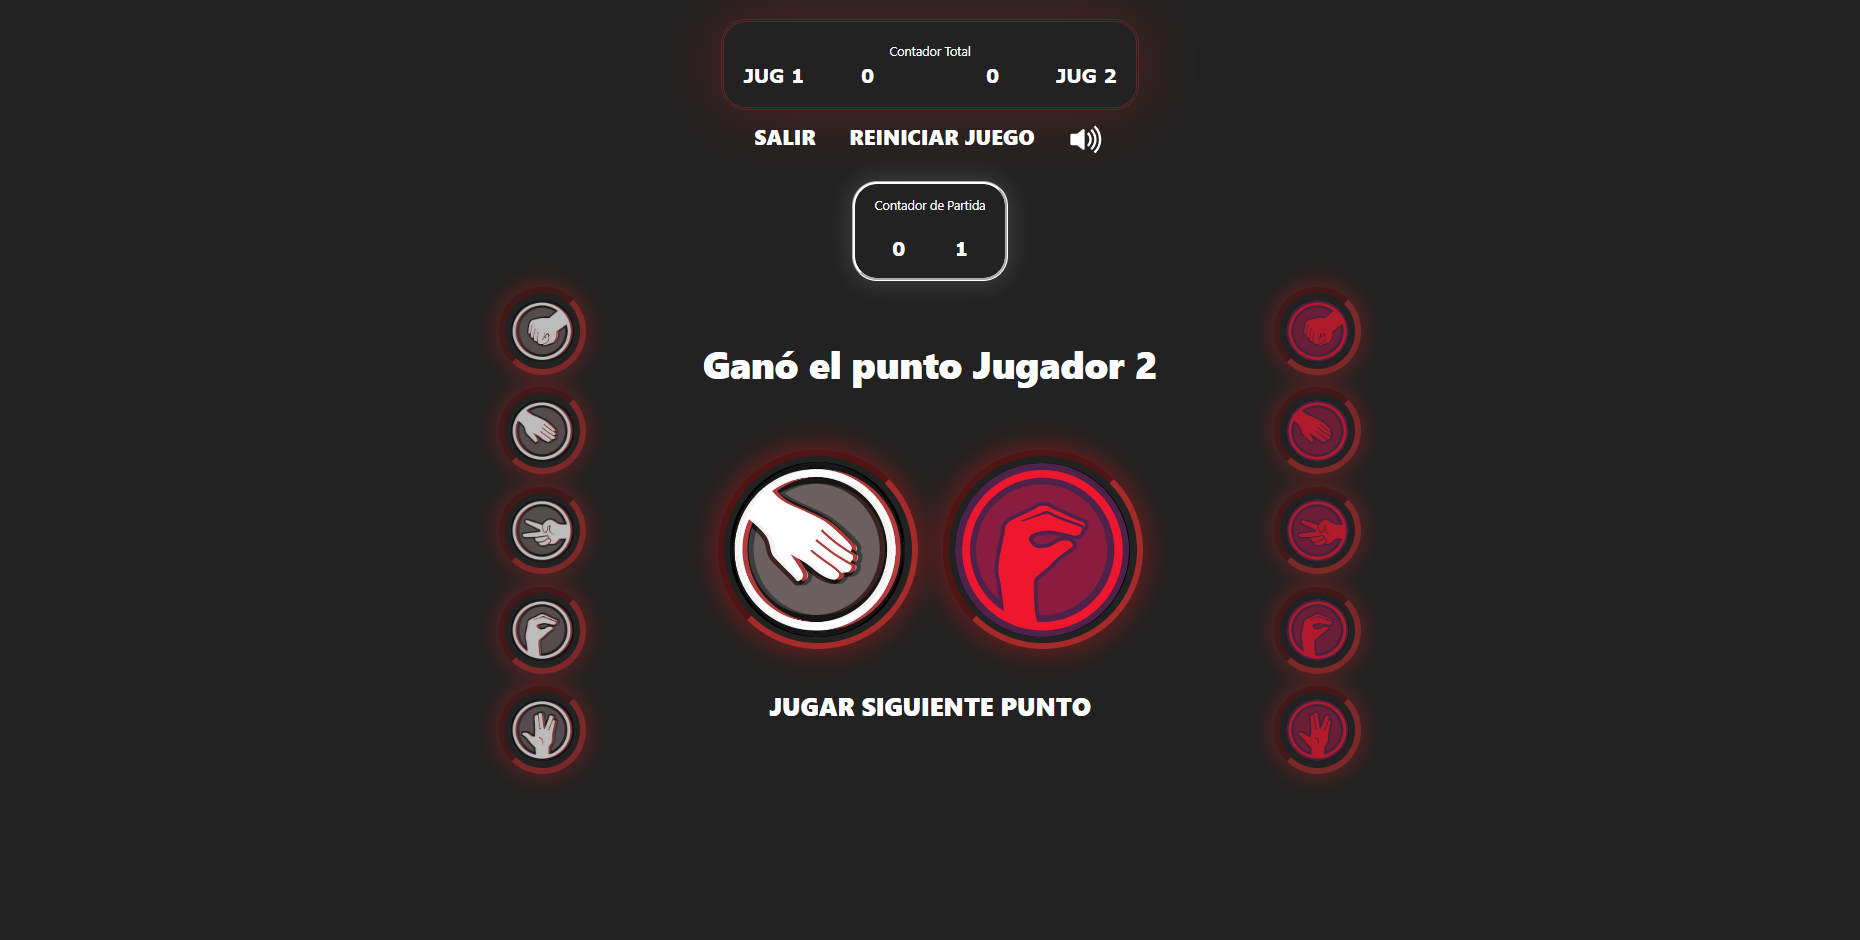 Contador Total
JUG 1 0 0 JUG 2
SALIR REINICIAR JUEGO
Contador de Partida
0 1
Ganó el punto Jugador 2
JUGAR SIGUIENTE PUNTO